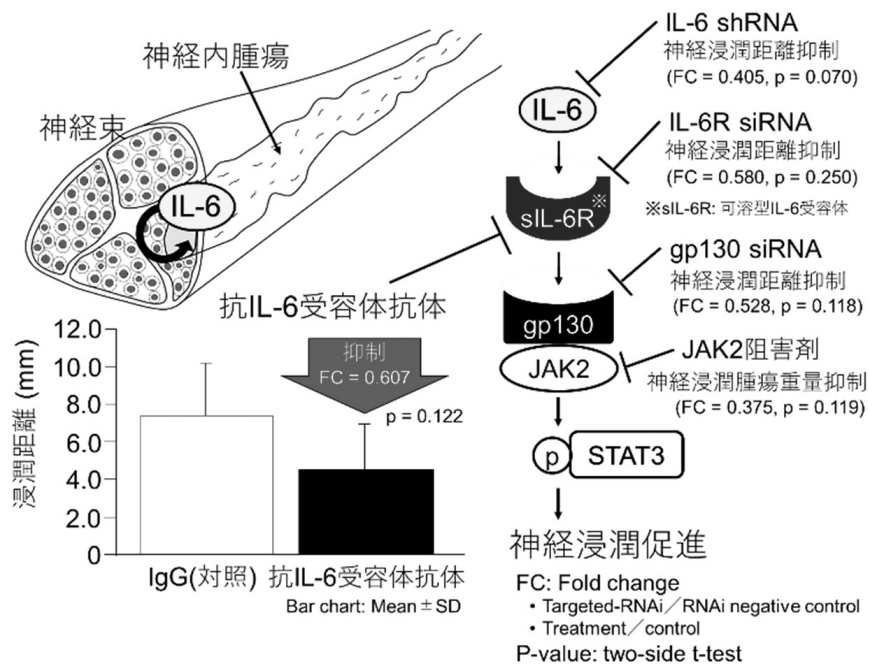 神経内腫瘍
神経束
IL-6
抗IL-6受容体抗体
抑制
FC = 0.607
p = 0.122
浸潤距離 (mm)
12.0
10.0
8.0
6.0
4.0
2.0
0
IgG(対照)
抗IL-6受容体抗体
Bar chart: Mean±SD
IL-6 shRNA
神経浸潤距離抑制
(FC = 0.405, p = 0.070)
IL-6
IL-6R siRNA
神経浸潤距離抑制
(FC = 0.580, p = 0.250)
※sIL-6R: 可溶型IL-6受容体
sIL-6R※
gp130 siRNA
神経浸潤距離抑制
(FC = 0.528, p = 0.118)
gp130
JAK2
JAK2阻害剤
神経浸潤腫瘍重量抑制
(FC = 0.375, p = 0.119)
p
STAT3
神経浸潤促進
FC: Fold change
・Targeted-RNAi／RNAi negative control
・Treatment／control
P-value: two-side t-test